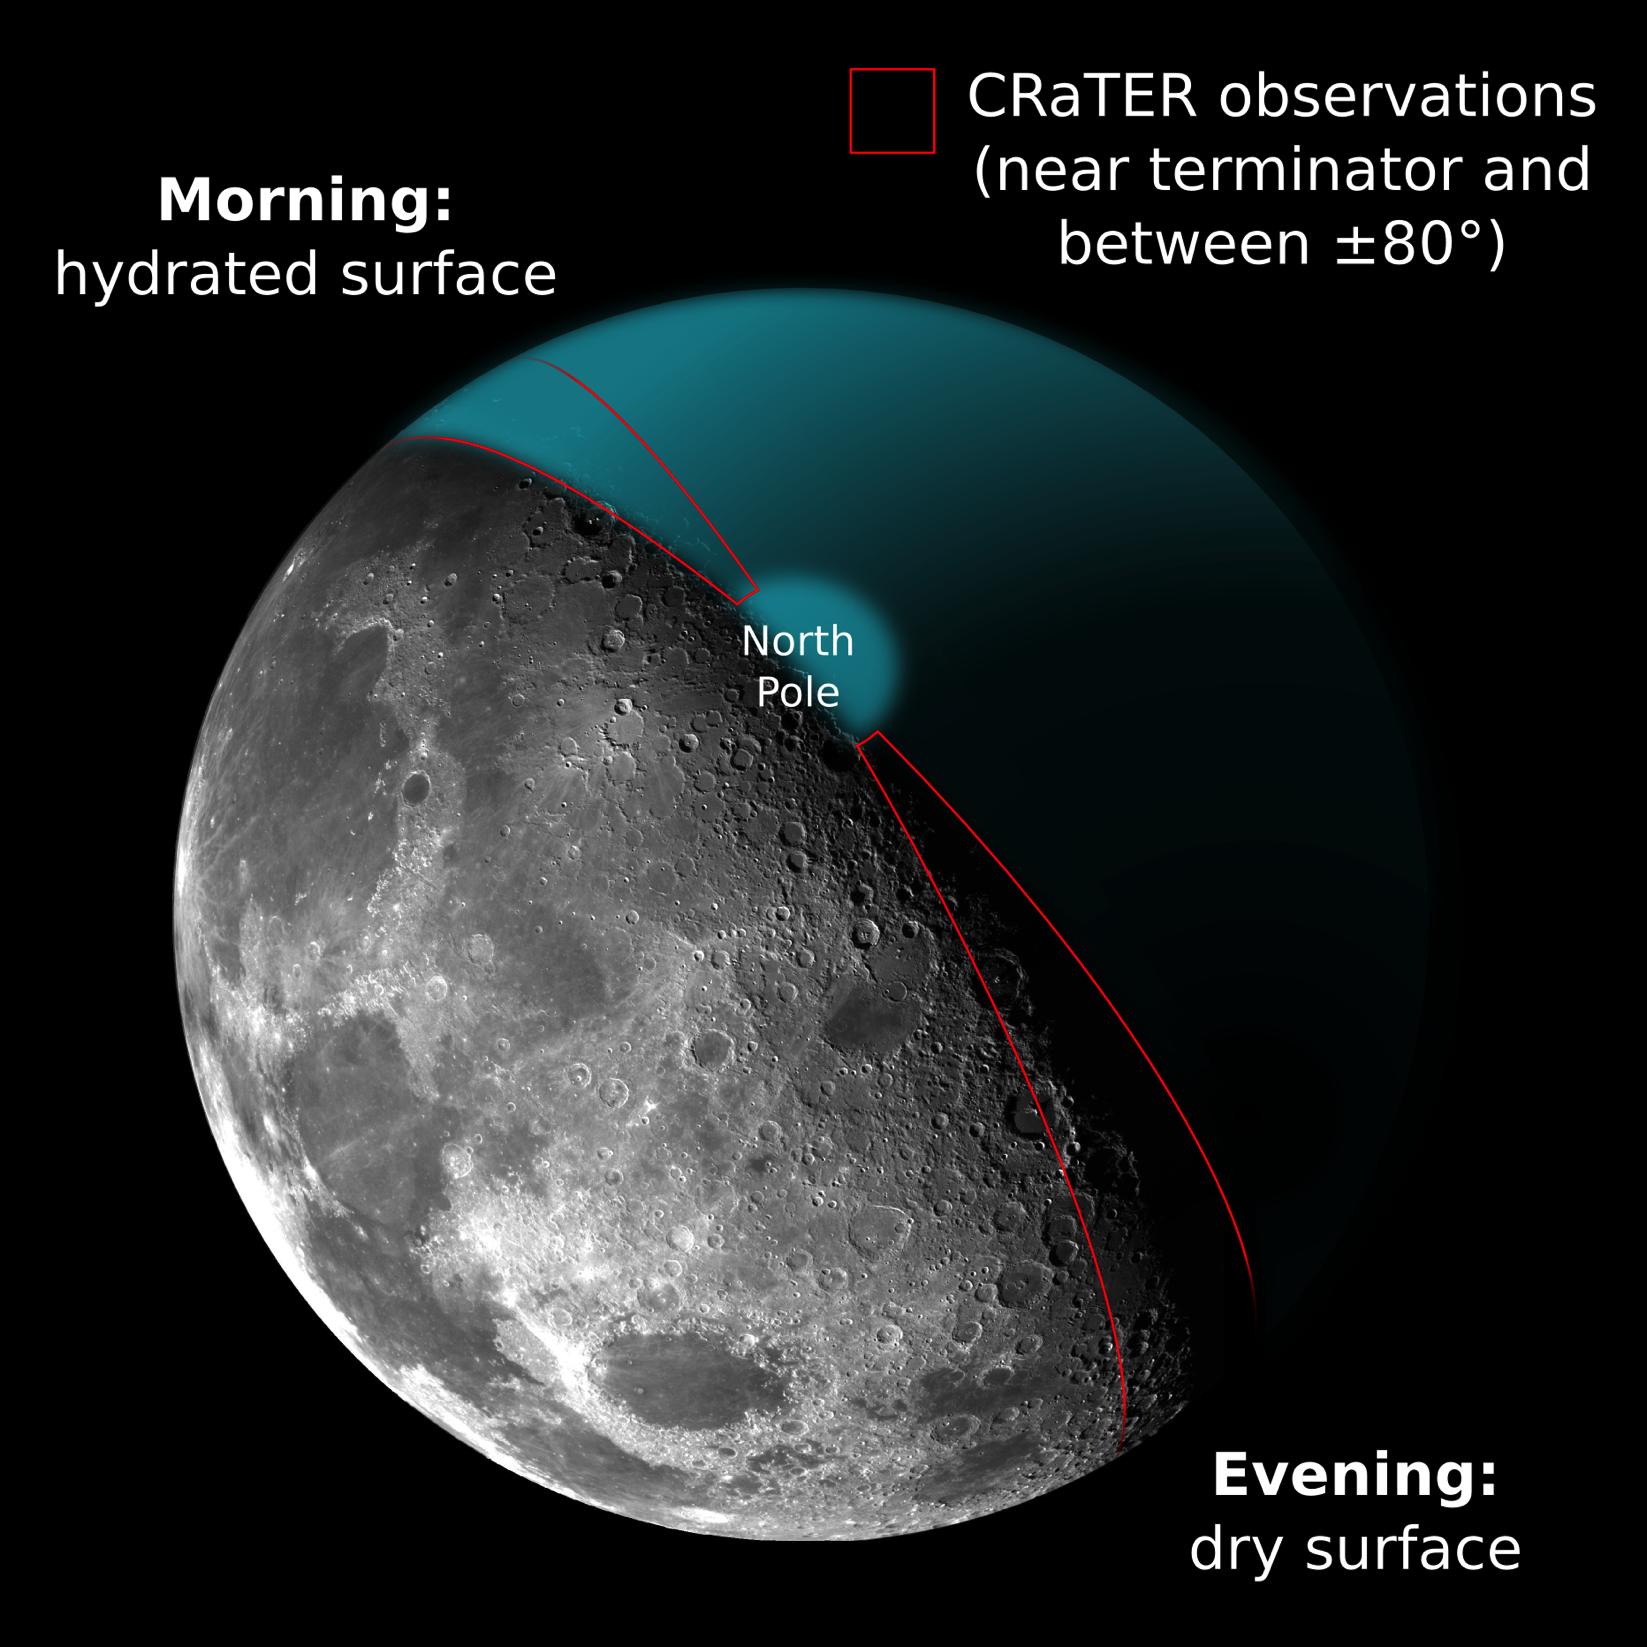 CRaTER observations
(near terminator and
between ±80°)
Morning:
hydrated surface
North
Pole
Evening:
dry surface